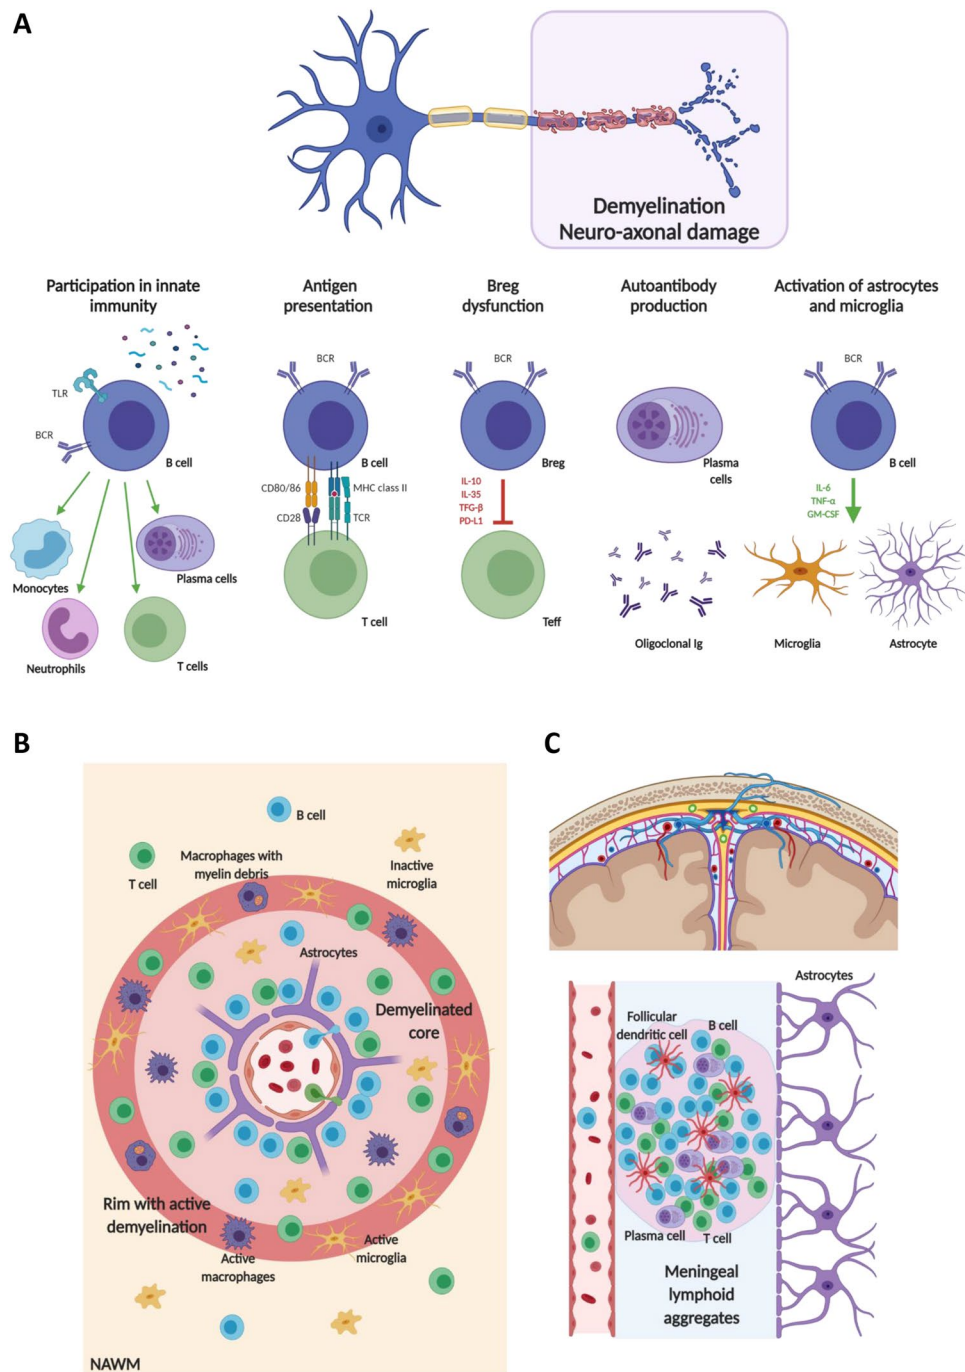 A
Demyelination
Neuro-axonal damage
Participation in innate
immunity
TLR
BCR
B cell
Monocytes
Plasma cells
Neutrophils
T cells
Antigen
presentation
BCR
B cell
CD80/86
MHC class II
CD28
TCR
T cell
Breg
dysfunction
BCR
Breg
IL-10
IL-35
TFG-β
PD-L1
Teff
Autoantibody
production
Plasma
cells
Oligoclonal Ig
Activation of astrocytes
and microglia
BCR
B cell
IL-6
TNF-α
GM-CSF
Microglia
Astrocyte
B
B cell
T cell
Macrophages with
myelin debris
Inactive
microglia
Astrocytes
Demyelinated
core
Rim with active
demyelination
Active
macrophages
Active
microglia
NAWM
C
Astrocytes
Follicular
dendritic cell
B cell
Plasma cell
T cell
Meningeal
lymphoid
aggregates